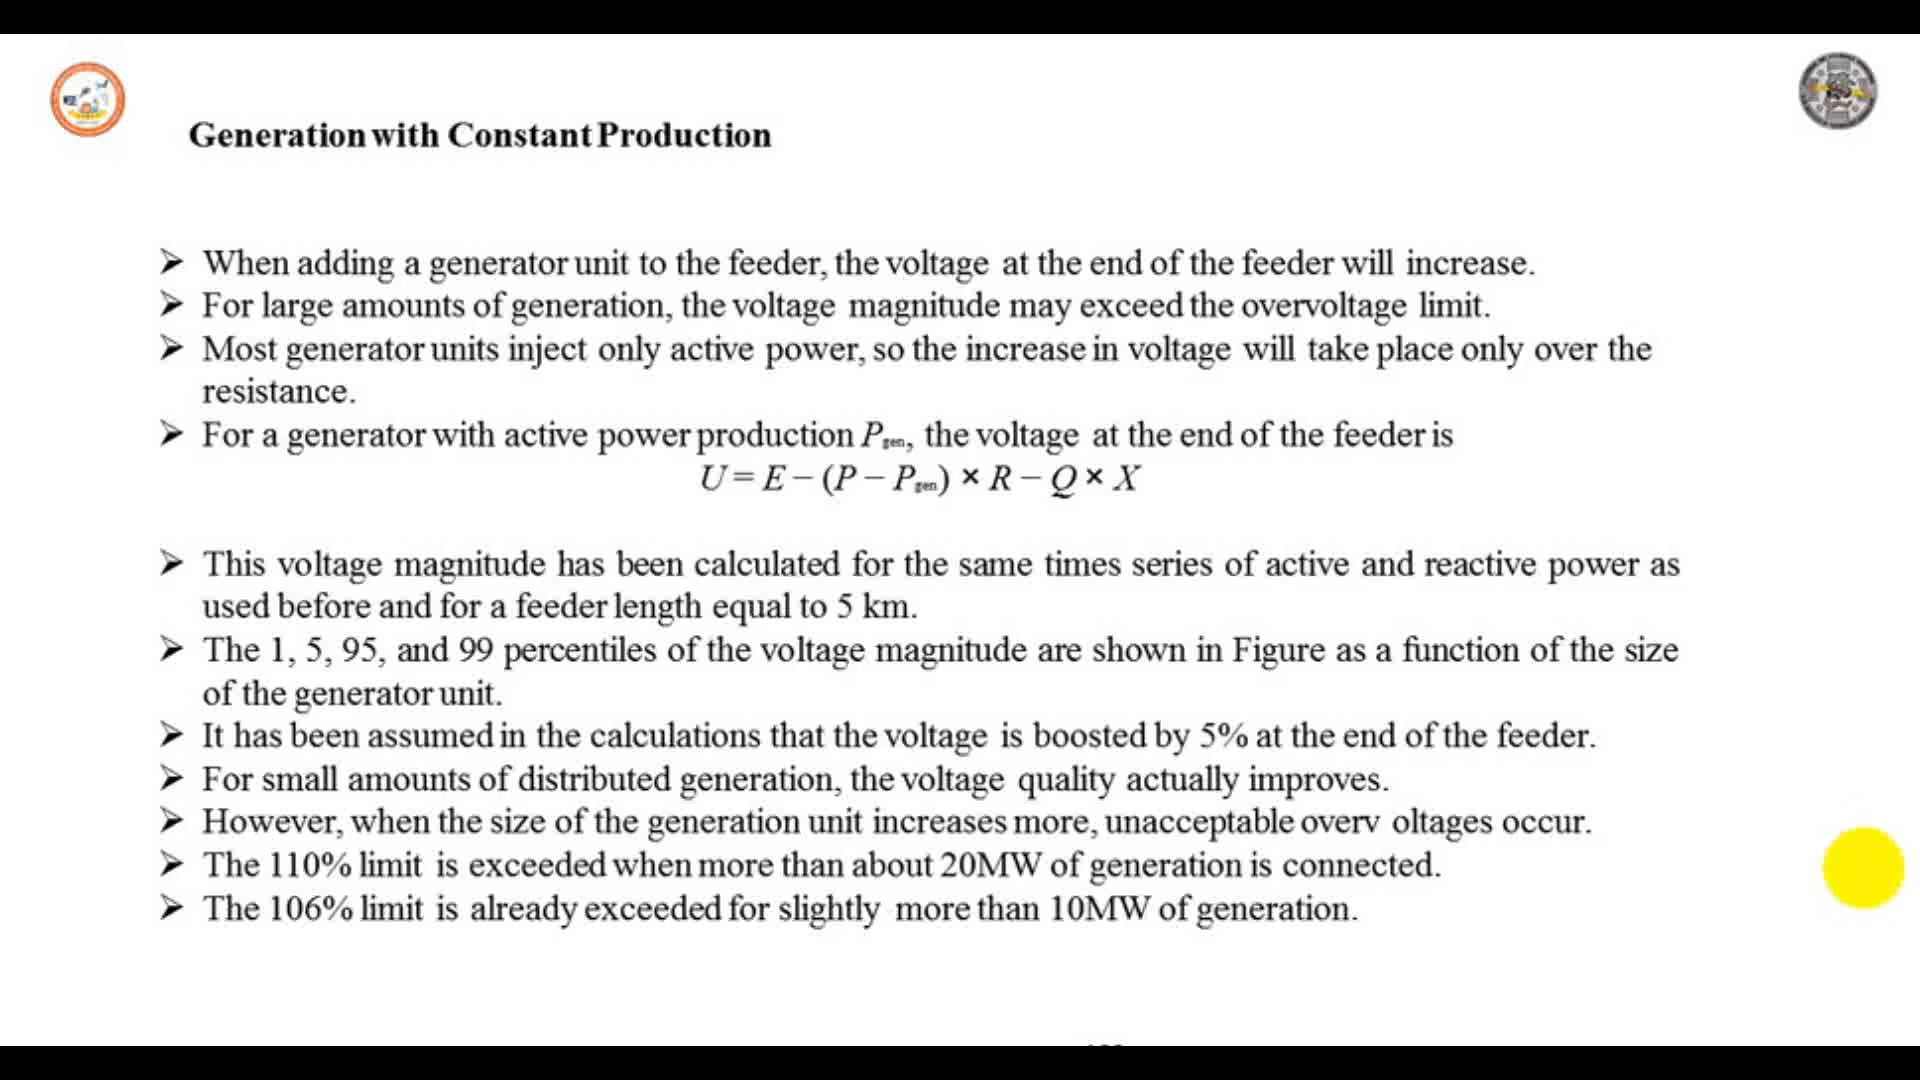 Generation with Constant Production
➢ When adding a generator unit to the feeder, the voltage at the end of the feeder will increase.
➢ For large amounts of generation, the voltage magnitude may exceed the overvoltage limit.
➢ Most generator units inject only active power, so the increase in voltage will take place only over the
resistance.
➢ For a generator with active power production Pgen, the voltage at the end of the feeder is
U = E − (P − Pgen) × R − Q × X
➢ This voltage magnitude has been calculated for the same times series of active and reactive power as
used before and for a feeder length equal to 5 km.
➢ The 1, 5, 95, and 99 percentiles of the voltage magnitude are shown in Figure as a function of the size
of the generator unit.
➢ It has been assumed in the calculations that the voltage is boosted by 5% at the end of the feeder.
➢ For small amounts of distributed generation, the voltage quality actually improves.
➢ However, when the size of the generation unit increases more, unacceptable overv oltages occur.
➢ The 110% limit is exceeded when more than about 20MW of generation is connected.
➢ The 106% limit is already exceeded for slightly more than 10MW of generation.